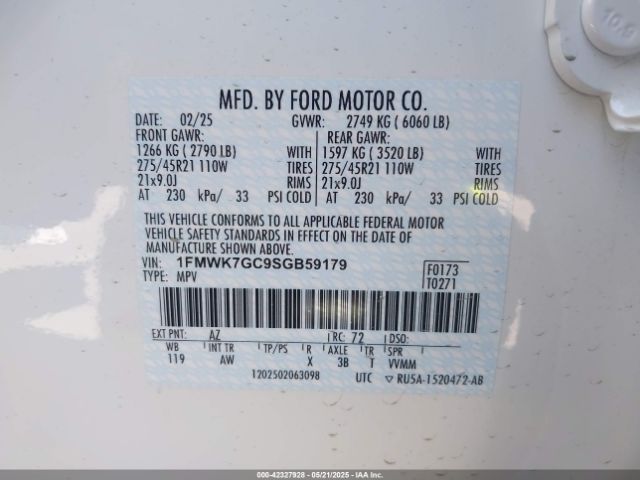 10.9
MFD. BY FORD MOTOR CO.
DATE: 02/25 GVWR: 2749 KG ( 6060 LB)
FRONT GAWR: REAR GAWR:
1266 KG ( 2790 LB) WITH 1597 KG ( 3520 LB) WITH
275/45R21 110W TIRES 275/45R21 110W TIRES
21x9.0J RIMS 21x9.0J RIMS
AT 230 kPa/ 33 PSI COLD AT 230 kPa/ 33 PSI COLD
THIS VEHICLE CONFORMS TO ALL APPLICABLE FEDERAL MOTOR
VEHICLE SAFETY STANDARDS IN EFFECT ON THE DATE OF
MANUFACTURE SHOWN ABOVE.
VIN: 1FMWK7GC9SGB59179 F0173
TYPE: MPV T0271
EXT PNT: AZ RC: 72 DSO:
WB INT TR TP/PS R AXLE TR SPR
119 AW X 3B T VVMM
1202502063098 UTC ▽ RU5A-1520472-AB
000-42327928 - 05/21/2025 - IAA Inc.